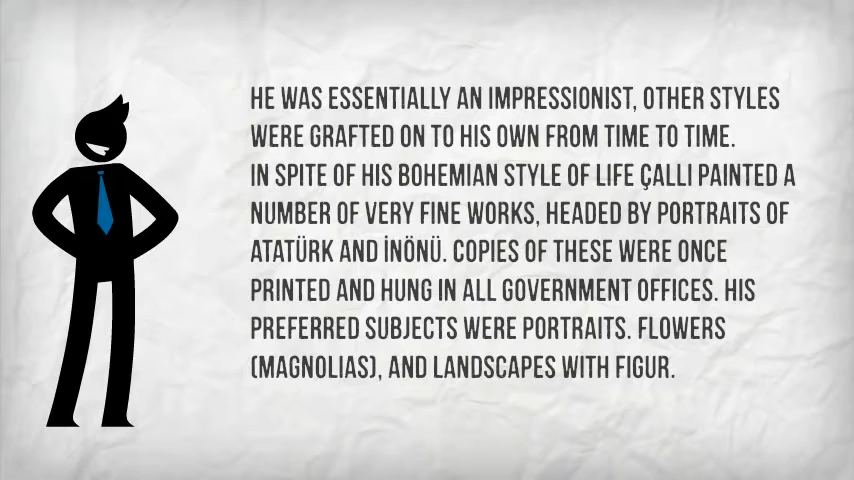 HE WAS ESSENTIALLY AN IMPRESSIONIST, OTHER STYLES
WERE GRAFTED ON TO HIS OWN FROM TIME TO TIME.
IN SPITE OF HIS BOHEMIAN STYLE OF LIFE ÇALLI PAINTED A
NUMBER OF VERY FINE WORKS, HEADED BY PORTRAITS OF
ATATÜRK AND İNÖNÜ. COPIES OF THESE WERE ONCE
PRINTED AND HUNG IN ALL GOVERNMENT OFFICES. HIS
PREFERRED SUBJECTS WERE PORTRAITS. FLOWERS
(MAGNOLIAS), AND LANDSCAPES WITH FIGUR.